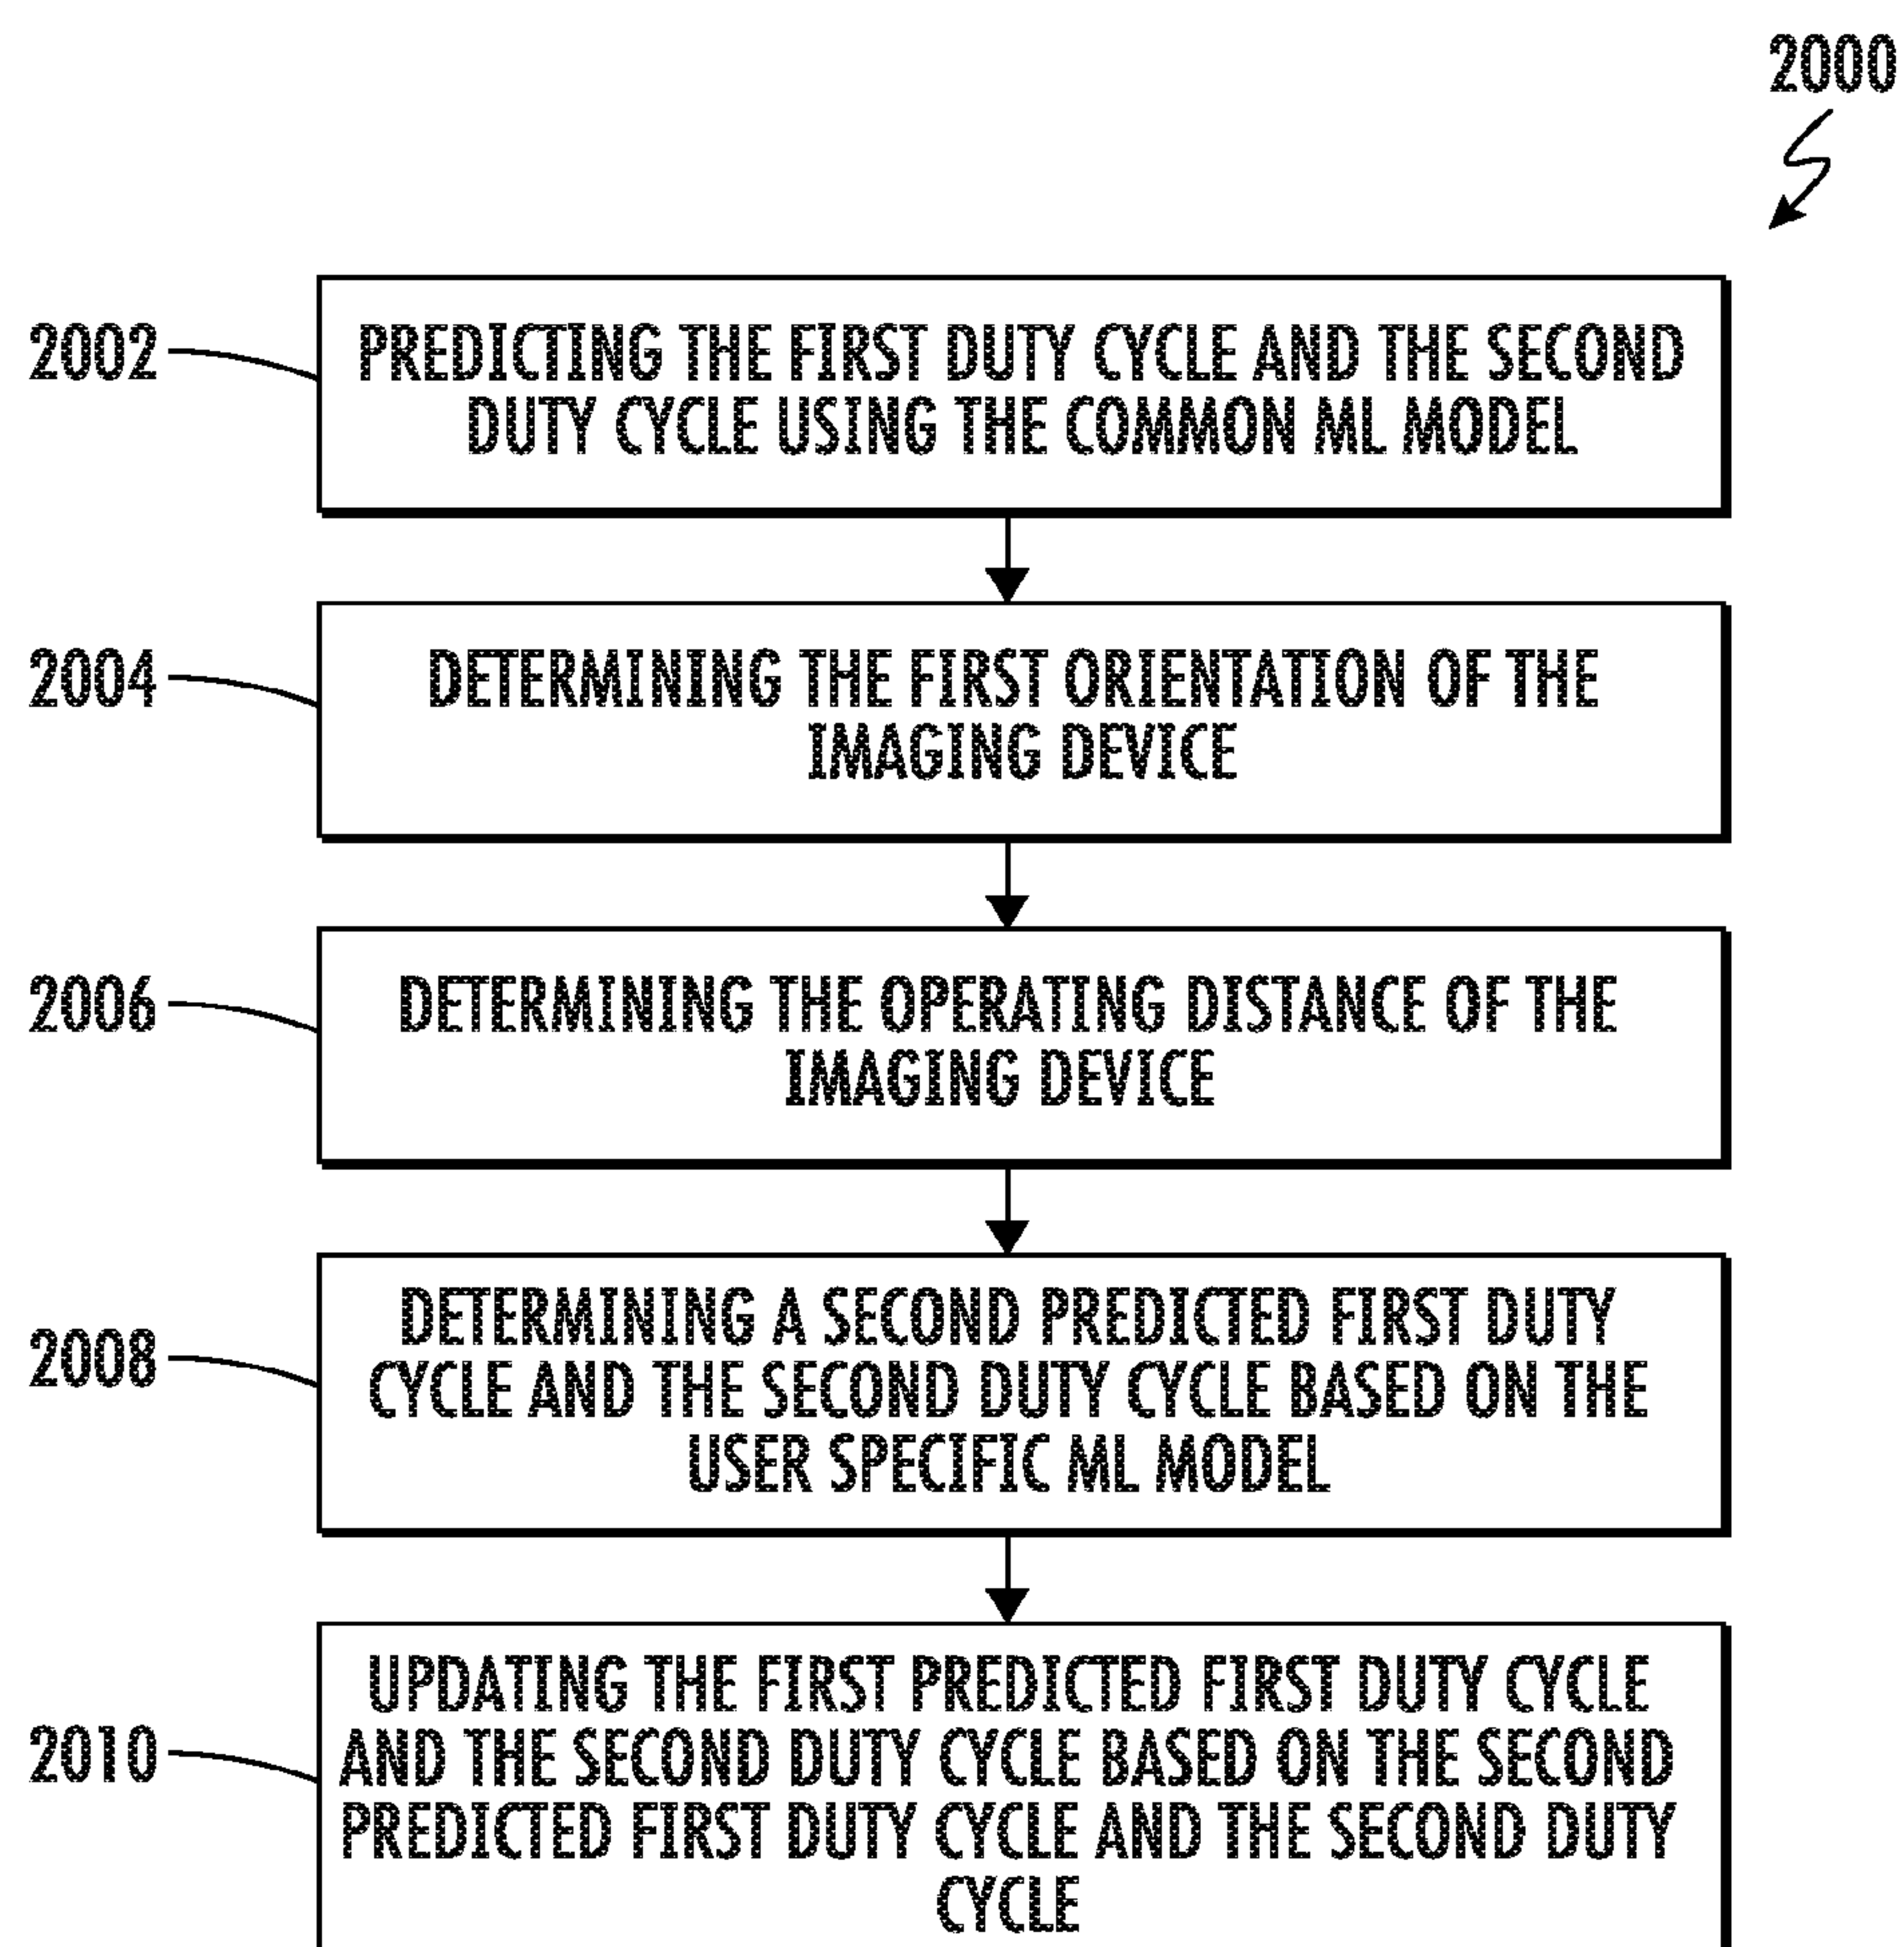 2000
2002
PREDICTING THE FIRST DUTY CYCLE AND THE SECOND
DUTY CYCLE USING THE COMMON ML MODEL
2004
DETERMINING THE FIRST ORIENTATION OF THE
IMAGING DEVICE
2006
DETERMINING THE OPERATING DISTANCE OF THE
IMAGING DEVICE
2008
DETERMINING A SECOND PREDICTED FIRST DUTY
CYCLE AND THE SECOND DUTY CYCLE BASED ON THE
USER SPECIFIC ML MODEL
2010
UPDATING THE FIRST PREDICTED FIRST DUTY CYCLE
AND THE SECOND DUTY CYCLE BASED ON THE SECOND
PREDICTED FIRST DUTY CYCLE AND THE SECOND DUTY
CYCLE